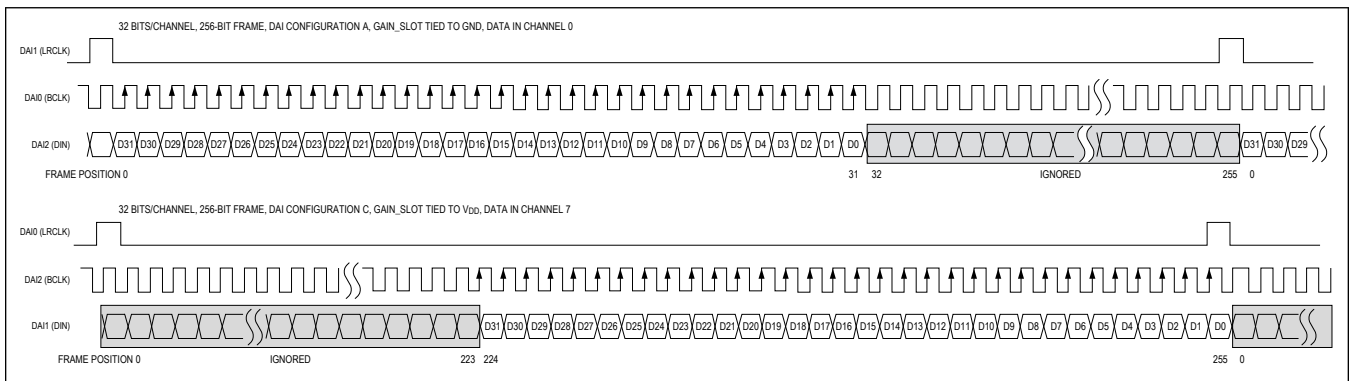 32 BITS/CHANNEL, 256-BIT FRAME, DAI CONFIGURATION A, GAIN_SLOT TIED TO GND, DATA IN CHANNEL 0
DAI1 (LRCLK)
DAI0 (BCLK)
DAI2 (DIN) D31 D30 D29 D28 D27 D26 D25 D24 D23 D22 D21 D20 D19 D18 D17 D16 D15 D14 D13 D12 D11 D10 D9 D8 D7 D6 D5 D4 D3 D2 D1 D0 D31 D30 D29
FRAME POSITION 0 31 32 IGNORED 255 0
32 BITS/CHANNEL, 256-BIT FRAME, DAI CONFIGURATION C, GAIN_SLOT TIED TO VDD, DATA IN CHANNEL 7
DAI0 (LRCLK)
DAI2 (BCLK)
DAI1 (DIN) D31 D30 D29 D28 D27 D26 D25 D24 D23 D22 D21 D20 D19 D18 D17 D16 D15 D14 D13 D12 D11 D10 D9 D8 D7 D6 D5 D4 D3 D2 D1 D0
FRAME POSITION 0 IGNORED 223 224 255 0